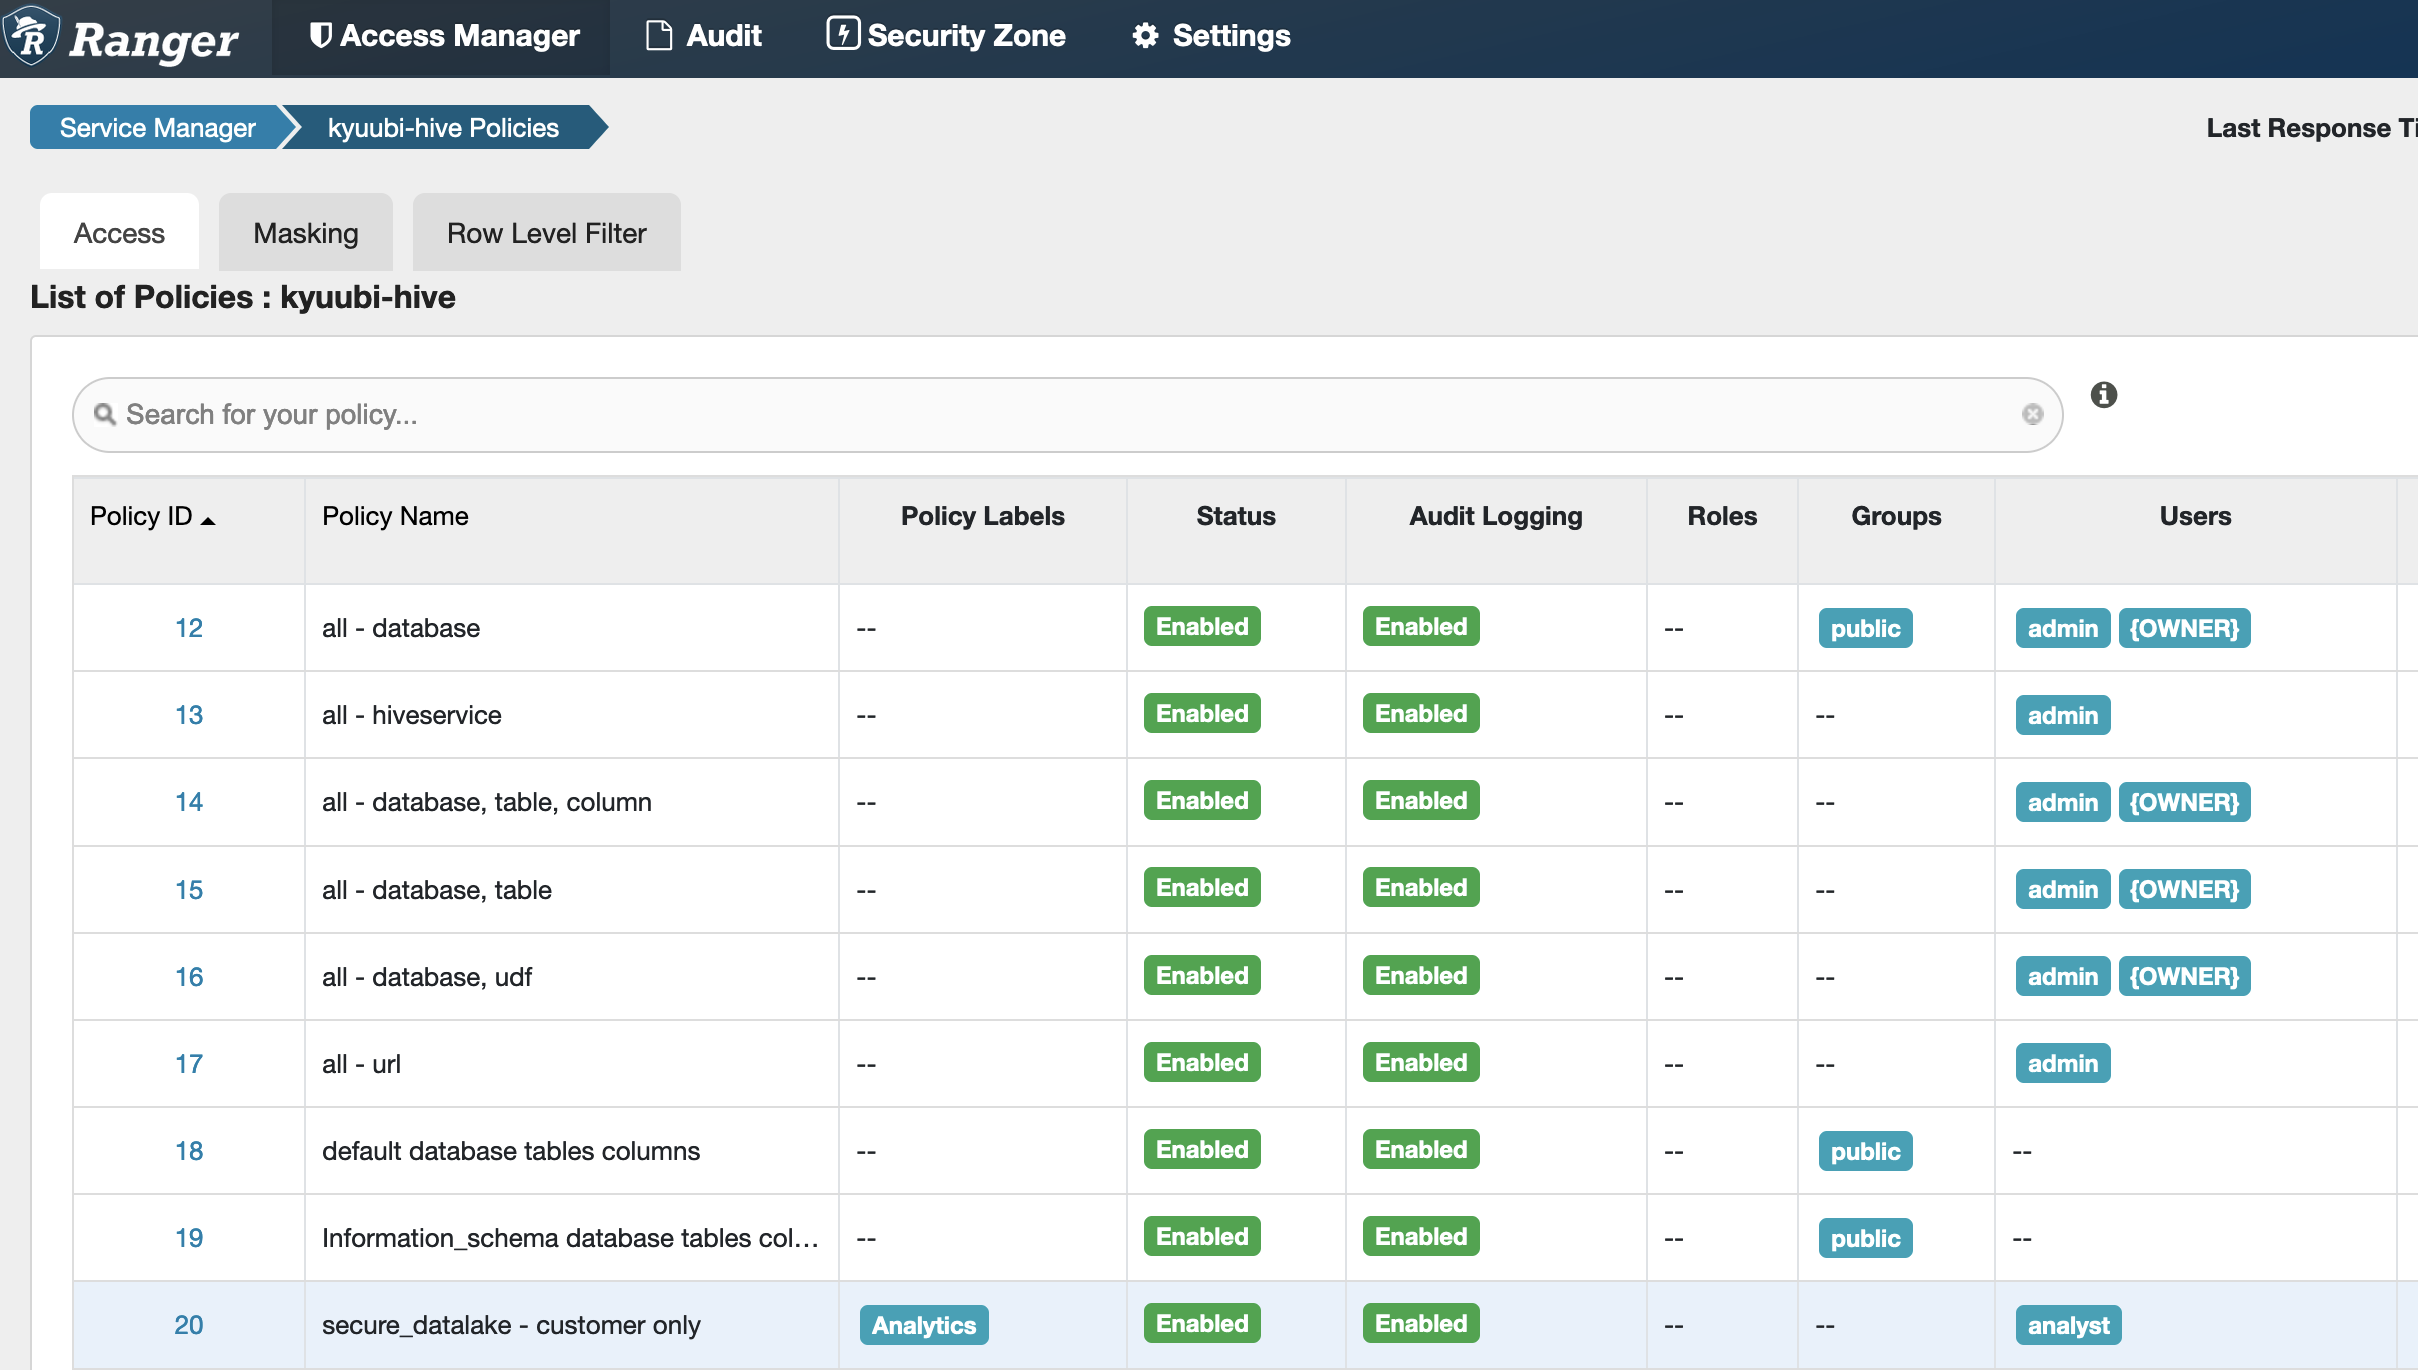 Ranger Access Manager Audit Security Zone Settings
Service Manager kyuubi-hive Policies Last Response Ti
Access Masking Row Level Filter
List of Policies : kyuubi-hive
Search for your policy...
Policy ID Policy Name Policy Labels Status Audit Logging Roles Groups Users
12 all - database -- Enabled Enabled -- public admin {OWNER}
13 all - hiveservice -- Enabled Enabled -- -- admin
14 all - database, table, column -- Enabled Enabled -- -- admin {OWNER}
15 all - database, table -- Enabled Enabled -- -- admin {OWNER}
16 all - database, udf -- Enabled Enabled -- -- admin {OWNER}
17 all - url -- Enabled Enabled -- -- admin
18 default database tables columns -- Enabled Enabled -- public --
19 Information_schema database tables col... -- Enabled Enabled -- public --
20 secure_datalake - customer only Analytics Enabled Enabled -- -- analyst